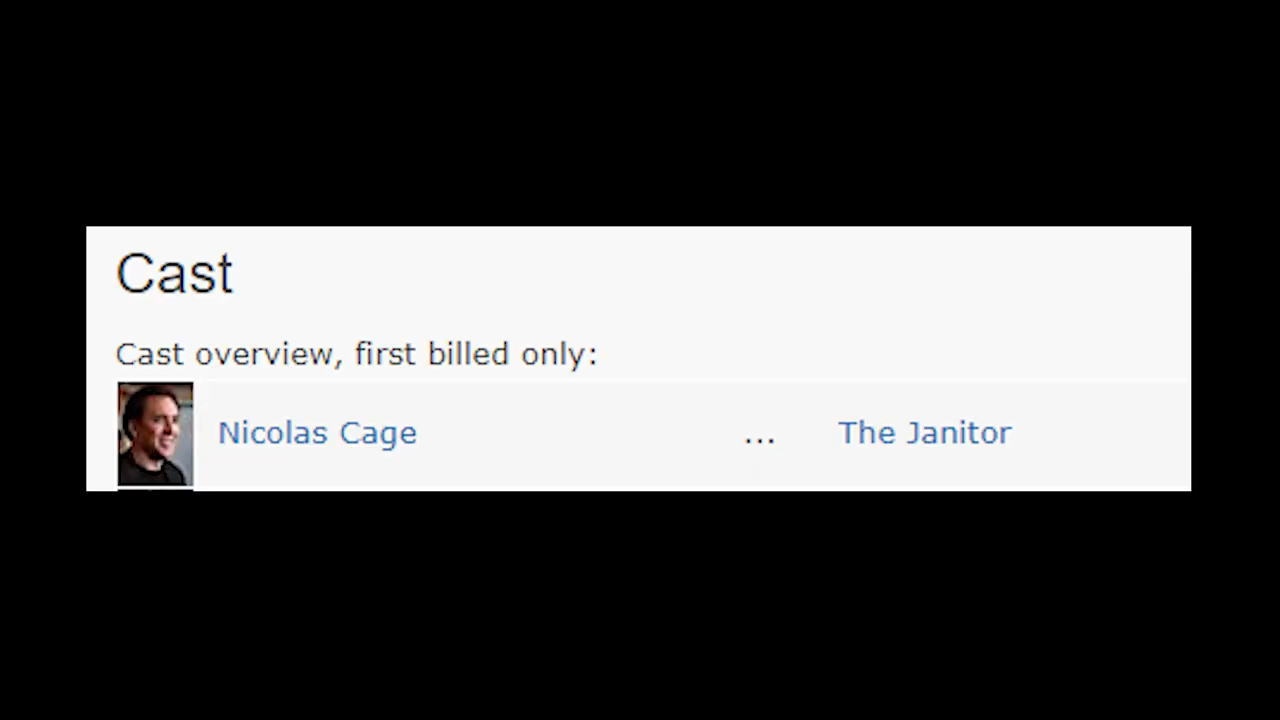 Cast
Cast overview, first billed only:
Nicolas Cage ... The Janitor